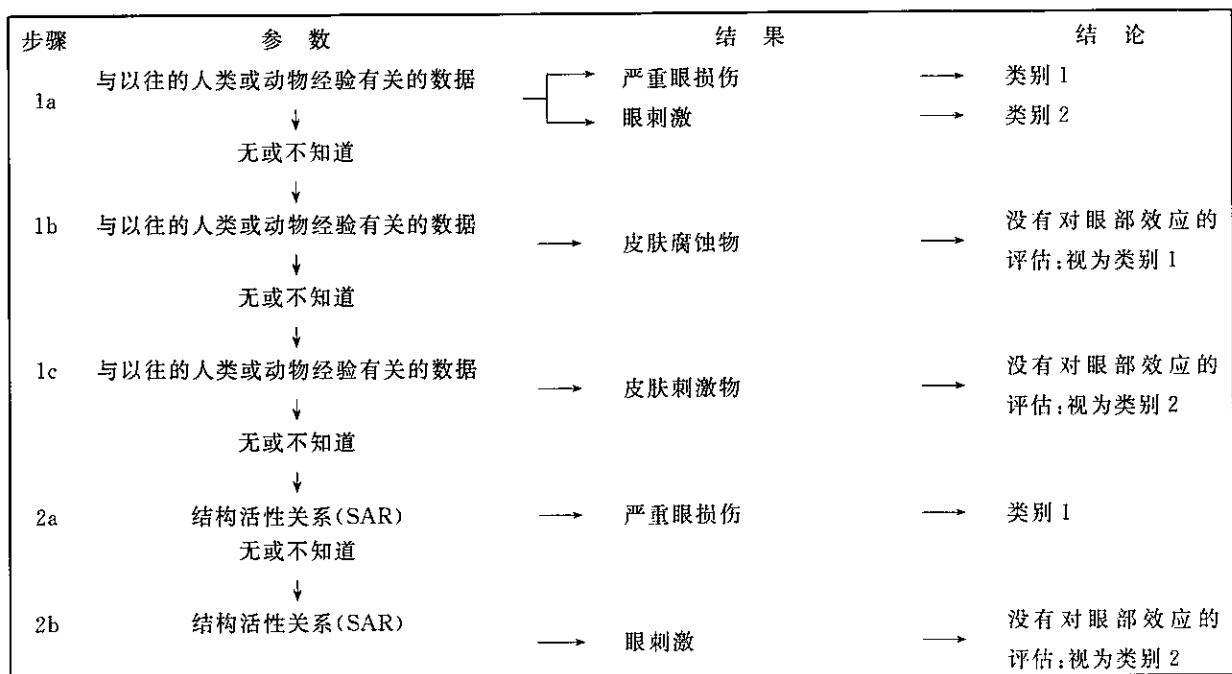 步骤 参 数 结 果 结 论
1a 与以往的人类或动物经验有关的数据 严重眼损伤 类别 1
眼刺激 类别 2
无或不知道
1b 与以往的人类或动物经验有关的数据 皮肤腐蚀物 没有对眼部效应的
评估:视为类别 1
无或不知道
1c 与以往的人类或动物经验有关的数据 皮肤刺激物 没有对眼部效应的
评估:视为类别 2
无或不知道
2a 结构活性关系(SAR) 严重眼损伤 类别 1
无或不知道
2b 结构活性关系(SAR) 眼刺激 没有对眼部效应的
评估:视为类别 2